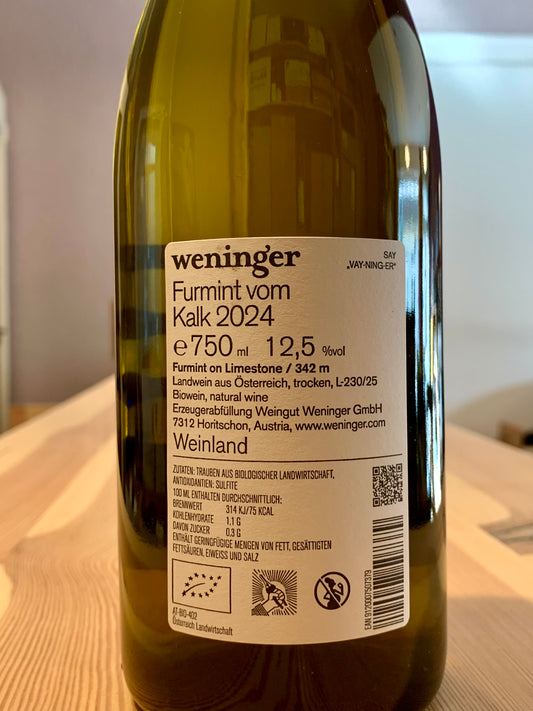 weninger
SAY
„VAY-NING-ER“
Furmint vom
Kalk 2024
e 750 ml 12,5 %vol
Furmint on Limestone / 342 m
Landwein aus Österreich, trocken, L-230/25
Biowein, natural wine
Erzeugerabfüllung Weingut Weninger GmbH
7312 Horitschon, Austria, www.weninger.com
Weinland
ZUTATEN: TRAUBEN AUS BIOLOGISCHER LANDWIRTSCHAFT,
ANTIOXIDANTIEN: SULFITE
100 ML ENTHALTEN DURCHSCHNITTLICH:
BRENNWERT 314 KJ/75 KCAL
KOHLENHYDRATE 1.1 G
DAVON ZUCKER 0.3 G
ENTHÄLT GERINGFÜGIGE MENGEN VON FETT, GESÄTTIGTEN
FETTSÄUREN, EIWEISS UND SALZ
AT-BIO-402
Österreich Landwirtschaft
EAN 9120007507379